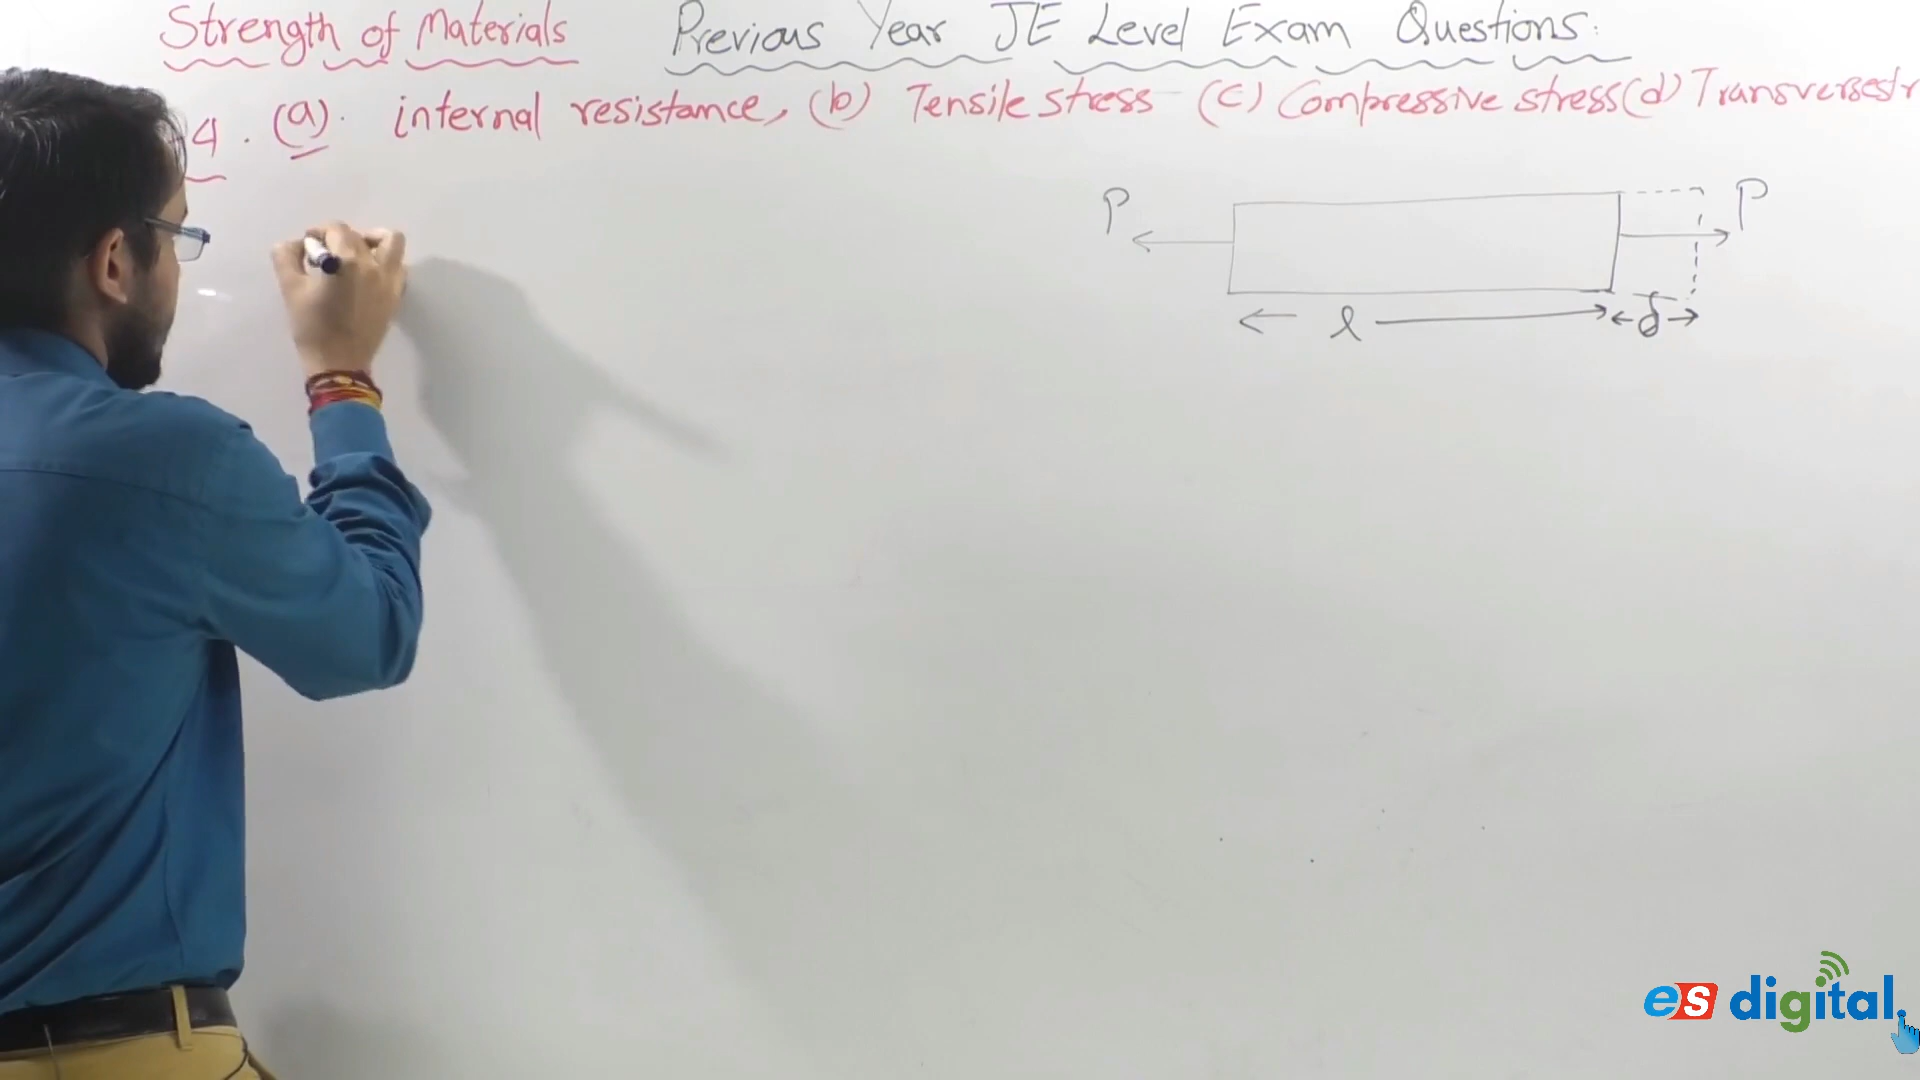 Strength of Materials Previous Year JE Level Exam Questions:
4. (a). internal resistance, (b) Tensile stress (c) Compressive stress (d) Transverse
P P
l δ
es digital.